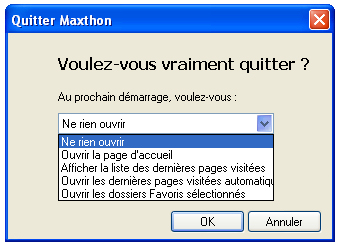 Quitter Maxthon
Voulez-vous vraiment quitter ?
Au prochain démarrage, voulez-vous :
Ne rien ouvrir
Ne rien ouvrir
Ouvrir la page d'accueil
Afficher la liste des dernières pages visitées
Ouvrir les dernières pages visitées automatiqu
Ouvrir les dossiers Favoris sélectionnés
OK
Annuler